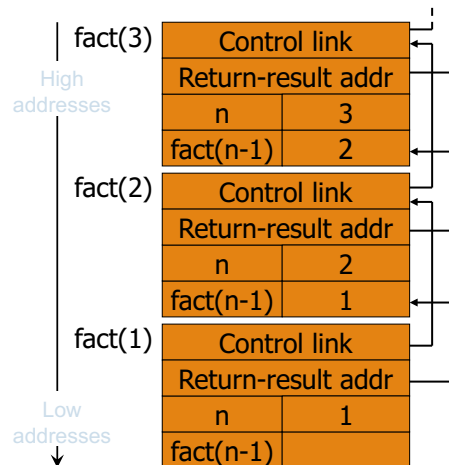 fact(3)
Control link
High
addresses
Return-result addr
n 3
fact(n-1) 2
fact(2)
Control link
Return-result addr
n 2
fact(n-1) 1
fact(1)
Control link
Return-result addr
Low
addresses
n 1
fact(n-1)